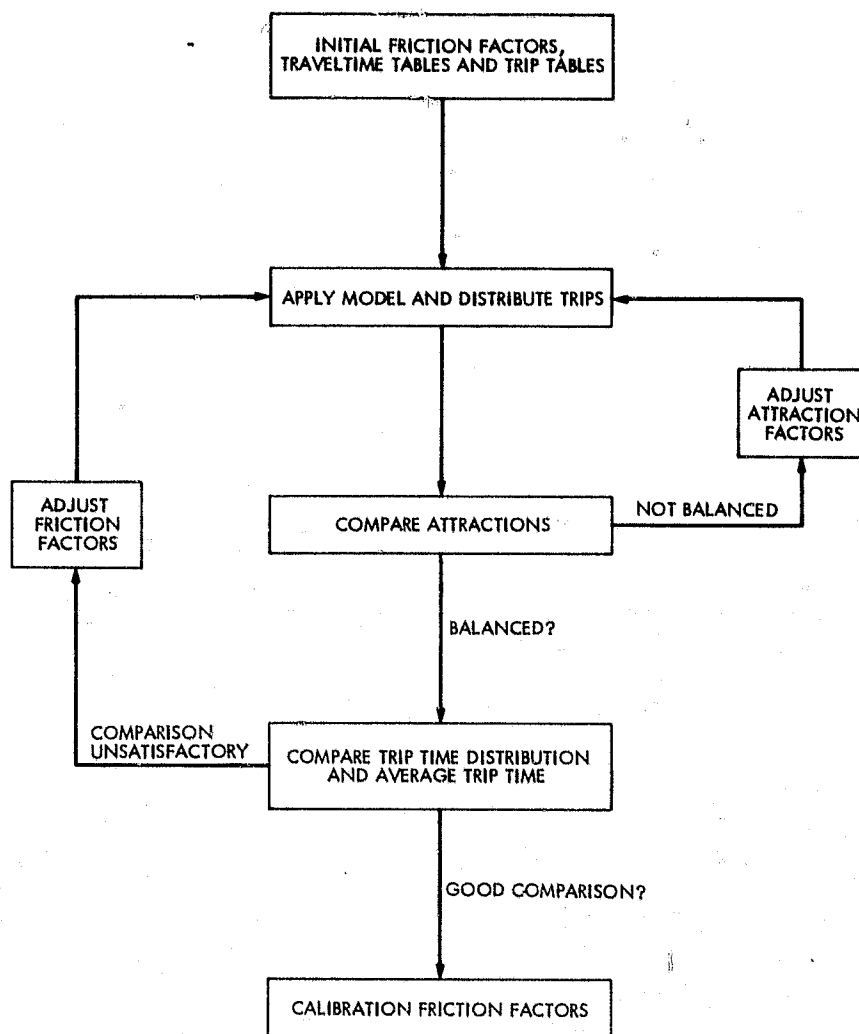 INITIAL FRICTION FACTORS,
TRAVELTIME TABLES AND TRIP TABLES
APPLY MODEL AND DISTRIBUTE TRIPS
ADJUST
ATTRACTION
FACTORS
ADJUST
FRICTION
FACTORS
COMPARE ATTRACTIONS
NOT BALANCED
BALANCED?
COMPARISON
UNSATISFACTORY
COMPARE TRIP TIME DISTRIBUTION
AND AVERAGE TRIP TIME
GOOD COMPARISON?
CALIBRATION FRICTION FACTORS